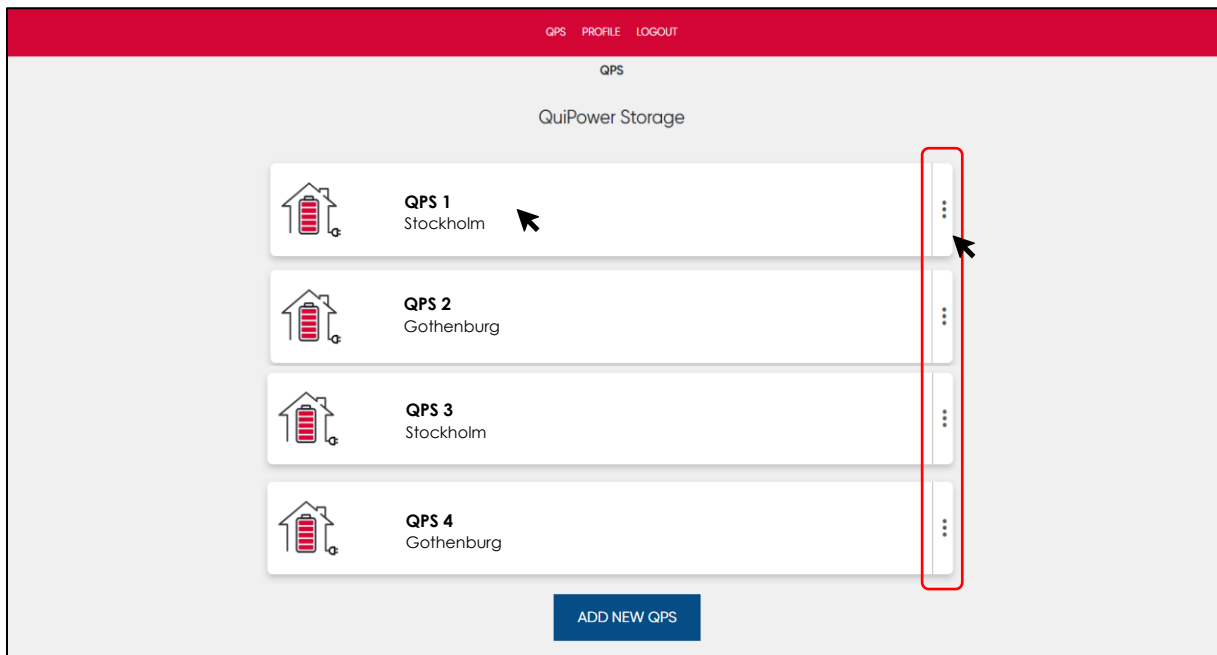 QPS PROFILE LOGOUT
QPS
QuiPower Storage
QPS 1
Stockholm
QPS 2
Gothenburg
QPS 3
Stockholm
QPS 4
Gothenburg
ADD NEW QPS